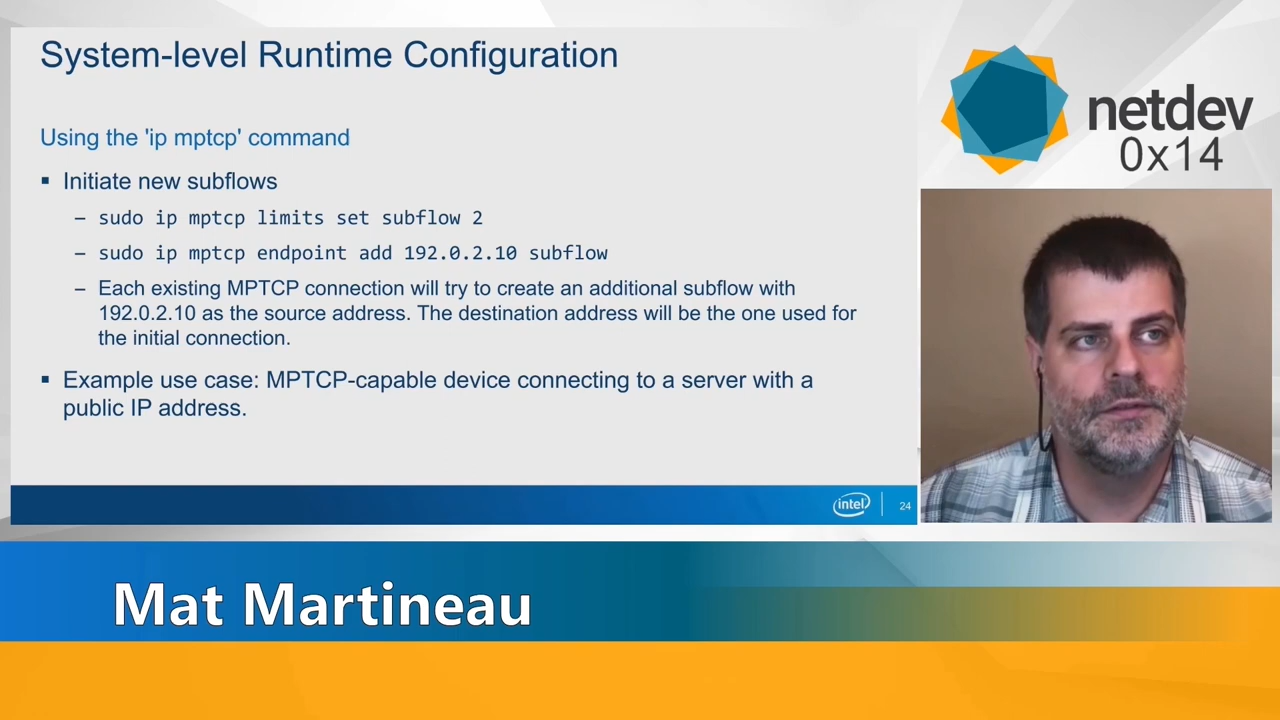 System-level Runtime Configuration
Using the 'ip mptcp' command
▪ Initiate new subflows
– sudo ip mptcp limits set subflow 2
– sudo ip mptcp endpoint add 192.0.2.10 subflow
– Each existing MPTCP connection will try to create an additional subflow with
192.0.2.10 as the source address. The destination address will be the one used for
the initial connection.
▪ Example use case: MPTCP-capable device connecting to a server with a
public IP address.
intel
24
netdev
0x14
Mat Martineau